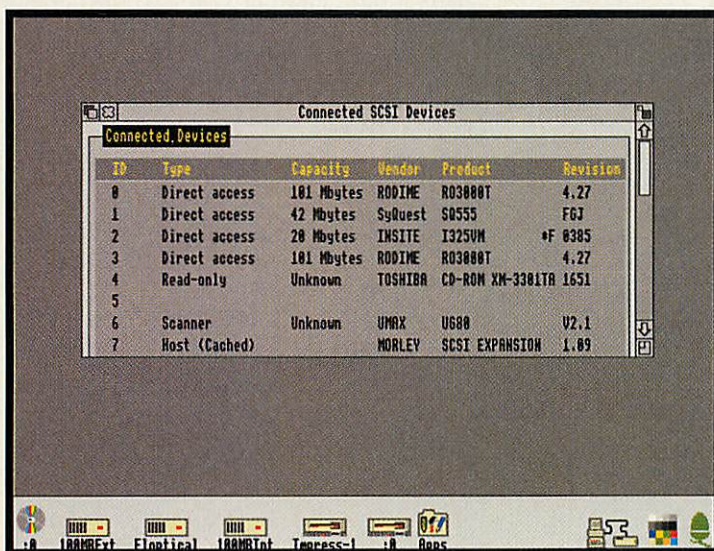 Connected SCSI Devices
Connected.Devices
ID Type Capacity Vendor Product Revision
0 Direct access 101 Mbytes RODIME RO3000T 4.27
1 Direct access 42 Mbytes SyQuest SQ555 FGJ
2 Direct access 20 Mbytes INSITE I325VM *F 0385
3 Direct access 101 Mbytes RODIME RO3000T 4.27
4 Read-only Unknown TOSHIBA CD-ROM XM-3301TA 1651
5
6 Scanner Unknown UMAX UG80 V2.1
7 Host (Cached) MORLEY SCSI EXPANSION 1.09
:0 100MBExt Floptical 100MBInt Impress-1 :0 Apps